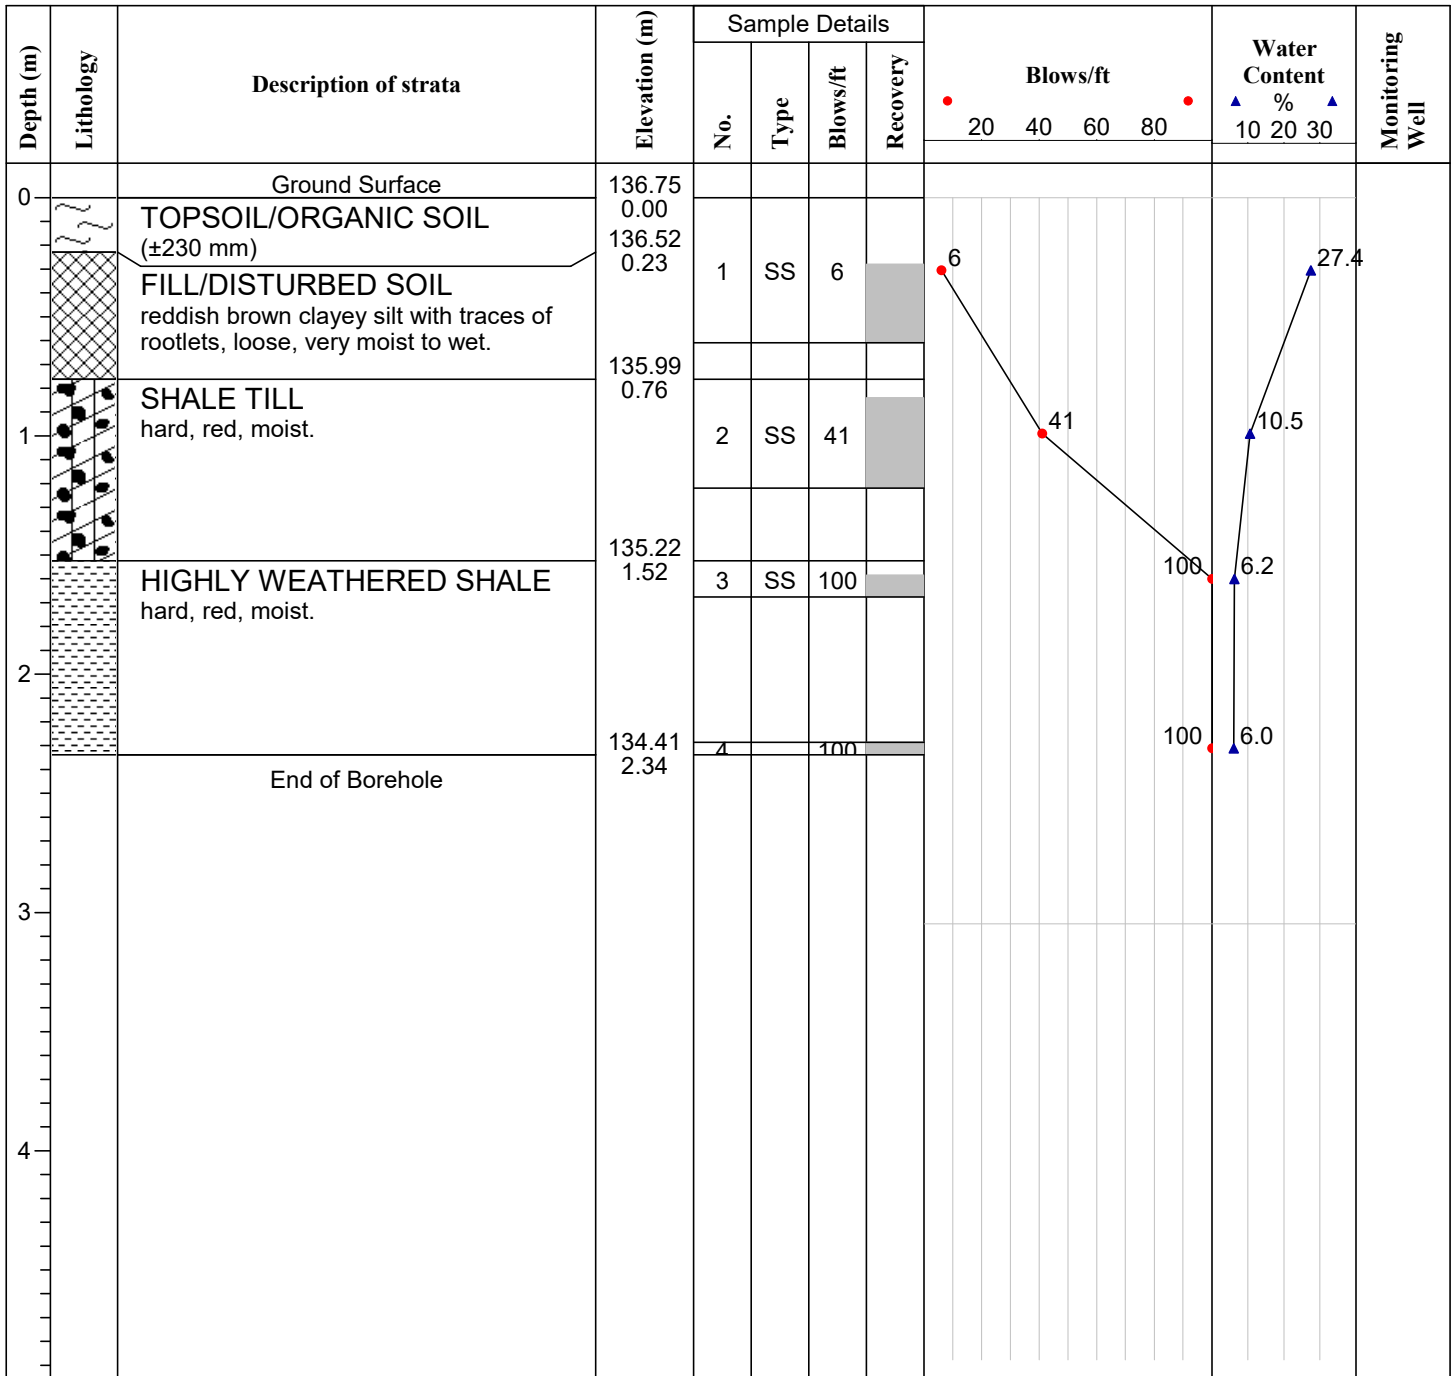 Depth (m)
Lithology
Description of strata
Elevation (m)
Sample Details
No.
Type
Blows/ft
Recovery
Blows/ft
20 40 60 80
Water
Content
%
10 20 30
Monitoring
Well
0
Ground Surface
136.75
0.00
TOPSOIL/ORGANIC SOIL
(±230 mm)
136.52
0.23
FILL/DISTURBED SOIL
reddish brown clayey silt with traces of
rootlets, loose, very moist to wet.
1 SS 6
6
27.4
135.99
0.76
SHALE TILL
hard, red, moist.
1
2 SS 41
41
10.5
135.22
1.52
HIGHLY WEATHERED SHALE
hard, red, moist.
3 SS 100
100
6.2
2
134.41
2.34
4 100
100
6.0
End of Borehole
3
4